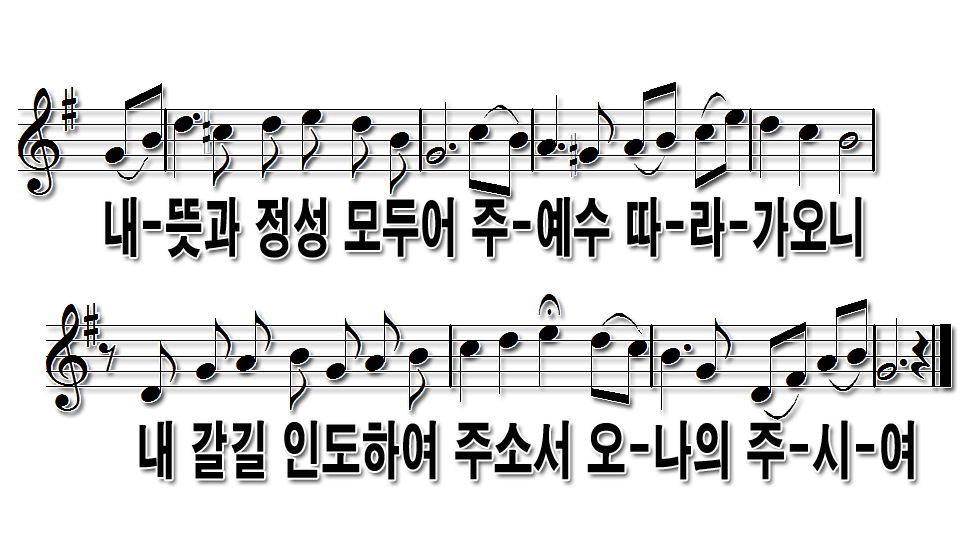 내-뜻과 정성 모두어 주-예수 따-라-가오니
내 갈길 인도하여 주소서 오-나의 주-시-여